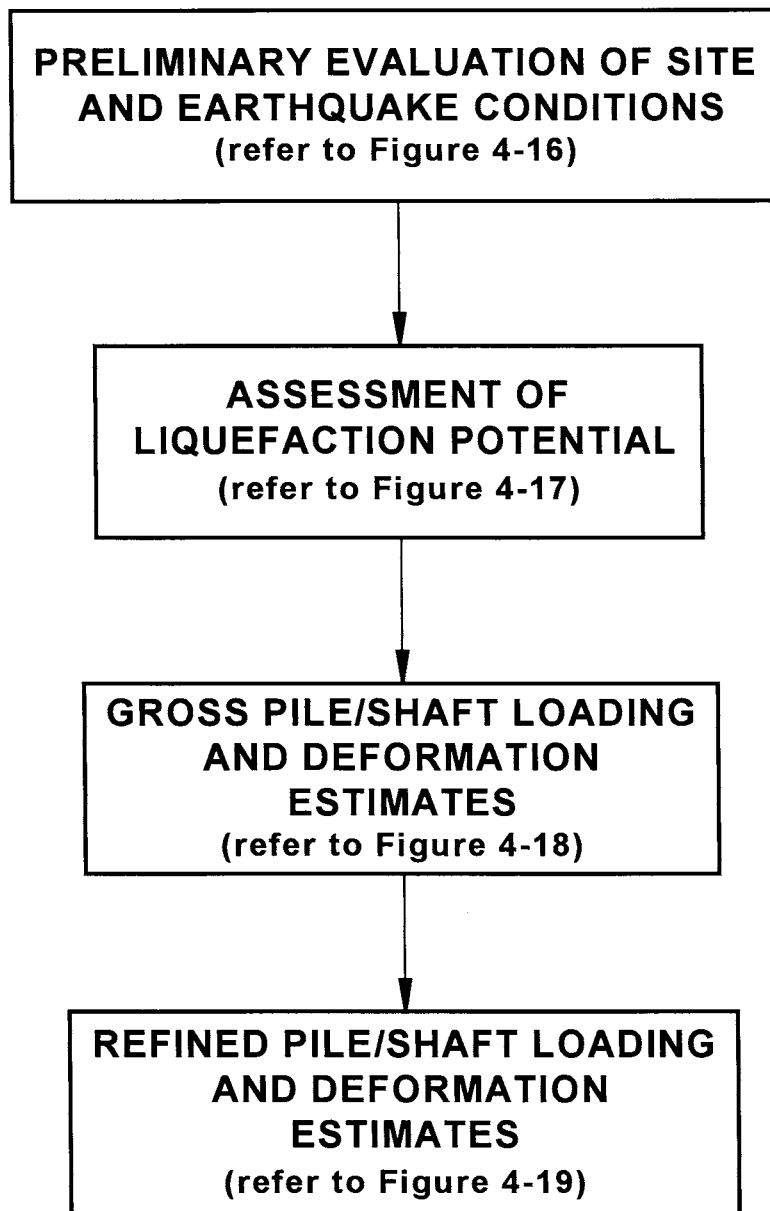 PRELIMINARY EVALUATION OF SITE
AND EARTHQUAKE CONDITIONS
(refer to Figure 4-16)
ASSESSMENT OF
LIQUEFACTION POTENTIAL
(refer to Figure 4-17)
GROSS PILE/SHAFT LOADING
AND DEFORMATION
ESTIMATES
(refer to Figure 4-18)
REFINED PILE/SHAFT LOADING
AND DEFORMATION
ESTIMATES
(refer to Figure 4-19)